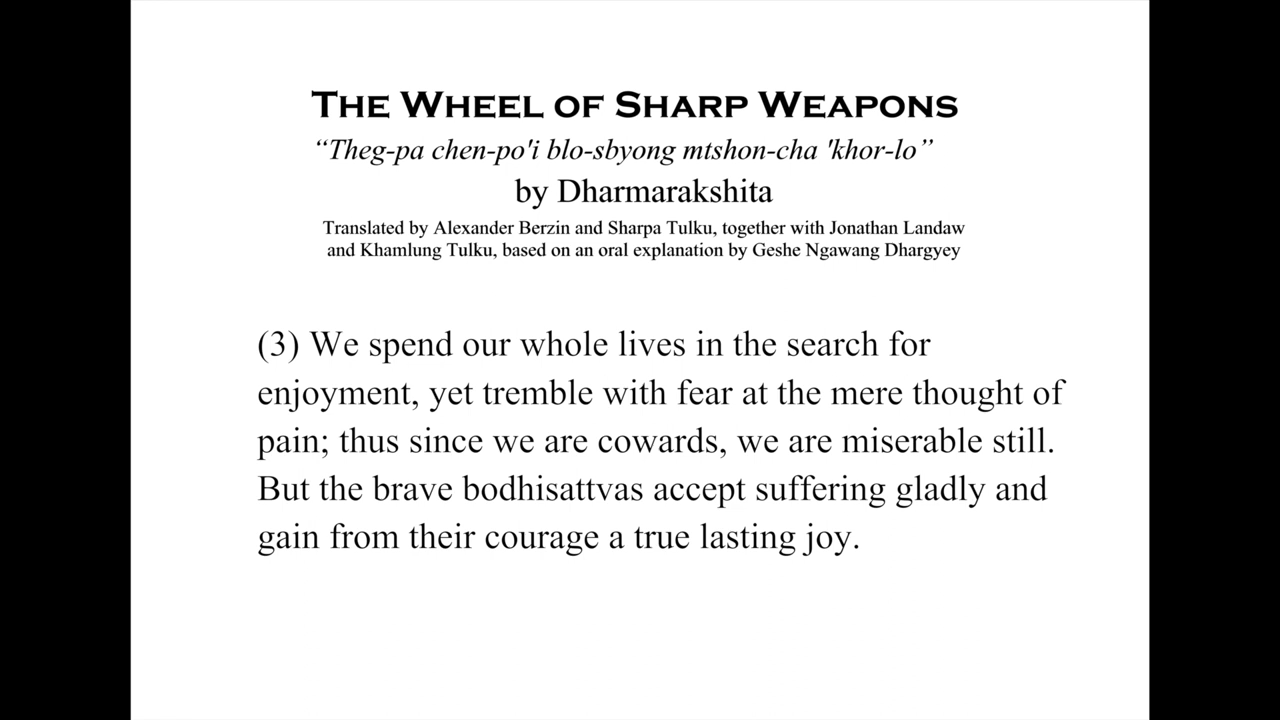 THE WHEEL OF SHARP WEAPONS
“Theg-pa chen-po'i blo-sbyong mtshon-cha 'khor-lo”
by Dharmarakshita
Translated by Alexander Berzin and Sharpa Tulku, together with Jonathan Landaw
and Khamlung Tulku, based on an oral explanation by Geshe Ngawang Dhargyey
(3) We spend our whole lives in the search for
enjoyment, yet tremble with fear at the mere thought of
pain; thus since we are cowards, we are miserable still.
But the brave bodhisattvas accept suffering gladly and
gain from their courage a true lasting joy.